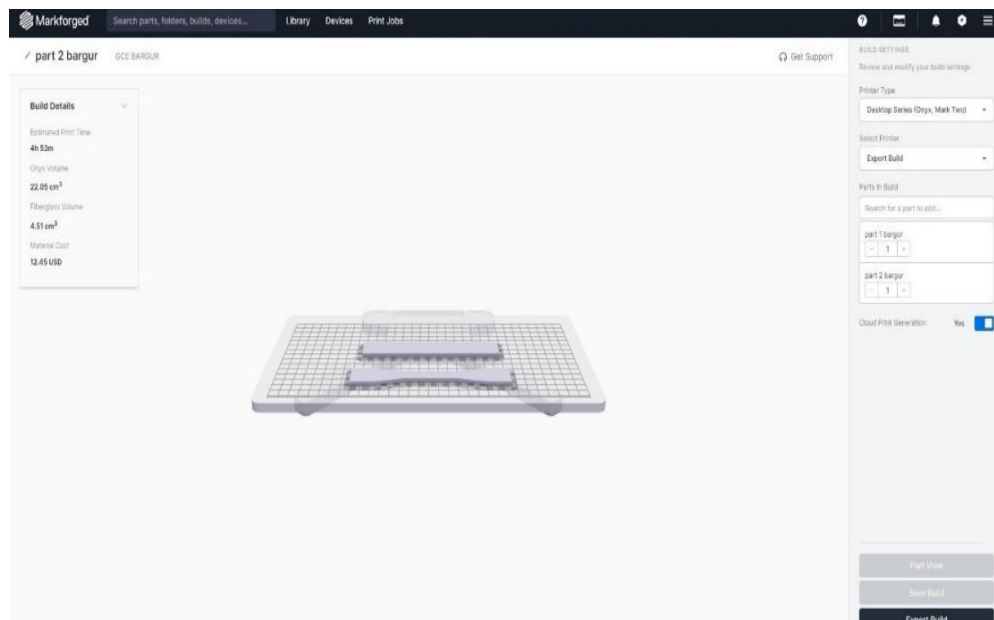 Markforged
Search parts, folders, builds, devices...
Library
Devices
Print Jobs
part 2 bargur
GCE BARGUR
Get Support
Build Details
Estimated Print Time
4h 53m
Onyx Volume
22.05 cm³
Fiberglass Volume
4.51 cm³
Material Cost
12.45 USD
BUILD SETTINGS
Review and modify your build settings.
Printer Type
Desktop Series (Onyx, Mark Two)
Select Printer
Export Build
Parts in Build
Search for a part to add...
part 1 bargur
- 1 +
part 2 bargur
- 1 +
Cloud Print Generation
Yes
Part View
Save Build
Export Build